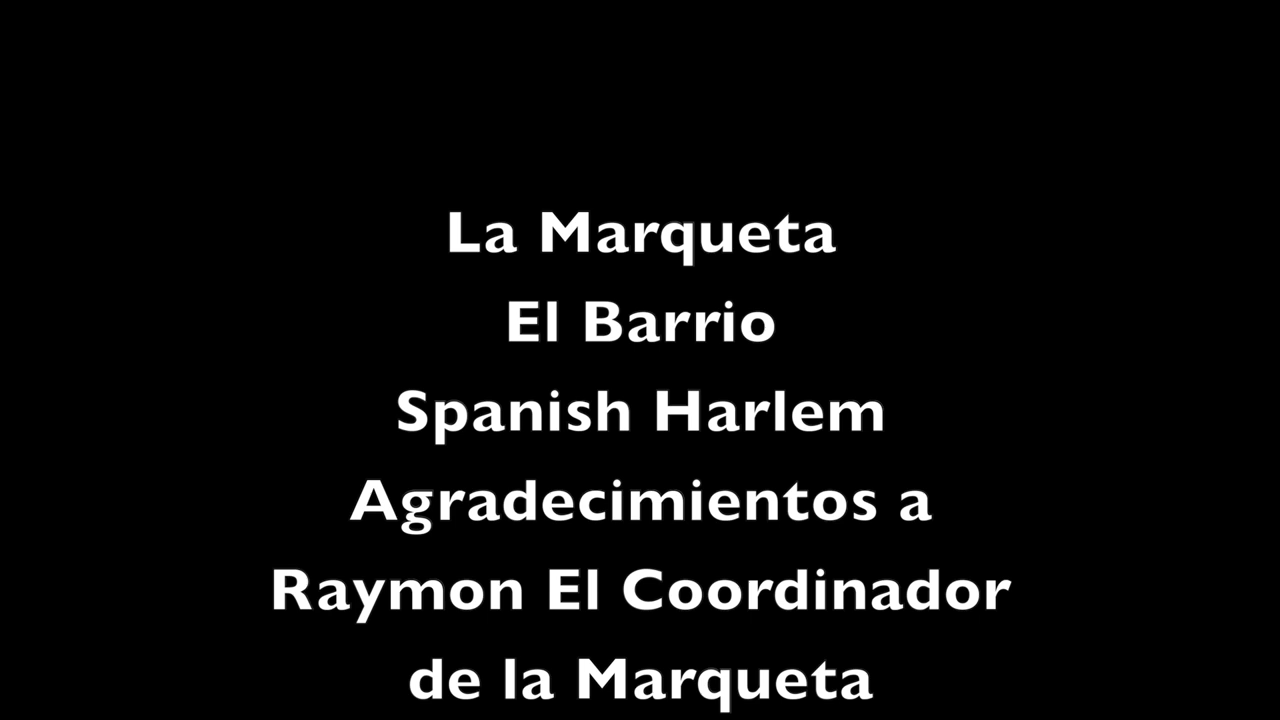 La Marqueta
El Barrio
Spanish Harlem
Agradecimientos a
Raymon El Coordinador
de la Marqueta